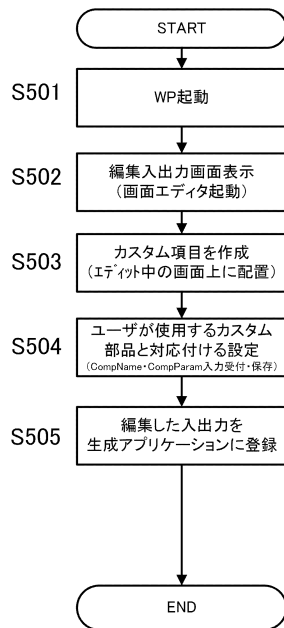 START
S501
WP起動
S502
編集入出力画面表示
(画面エディタ起動)
S503
カスタム項目を作成
(エディット中の画面上に配置)
S504
ユーザが使用するカスタム
部品と対応付ける設定
(CompName・CompParam入力受付・保存)
S505
編集した入出力を
生成アプリケーションに登録
END